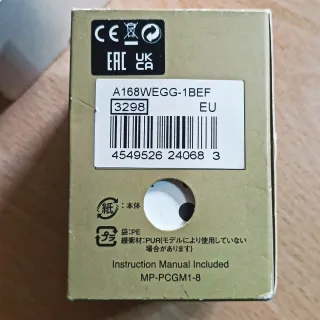 CE
EAC UK
CA
A168WEGG-1BEF
3298 EU
4549526 24068 3
紙 :本体
プラ 袋:PE
緩衝材:PUR(モデルにより使用していない
場合があります)
Instruction Manual Included
MP-PCGM1-8